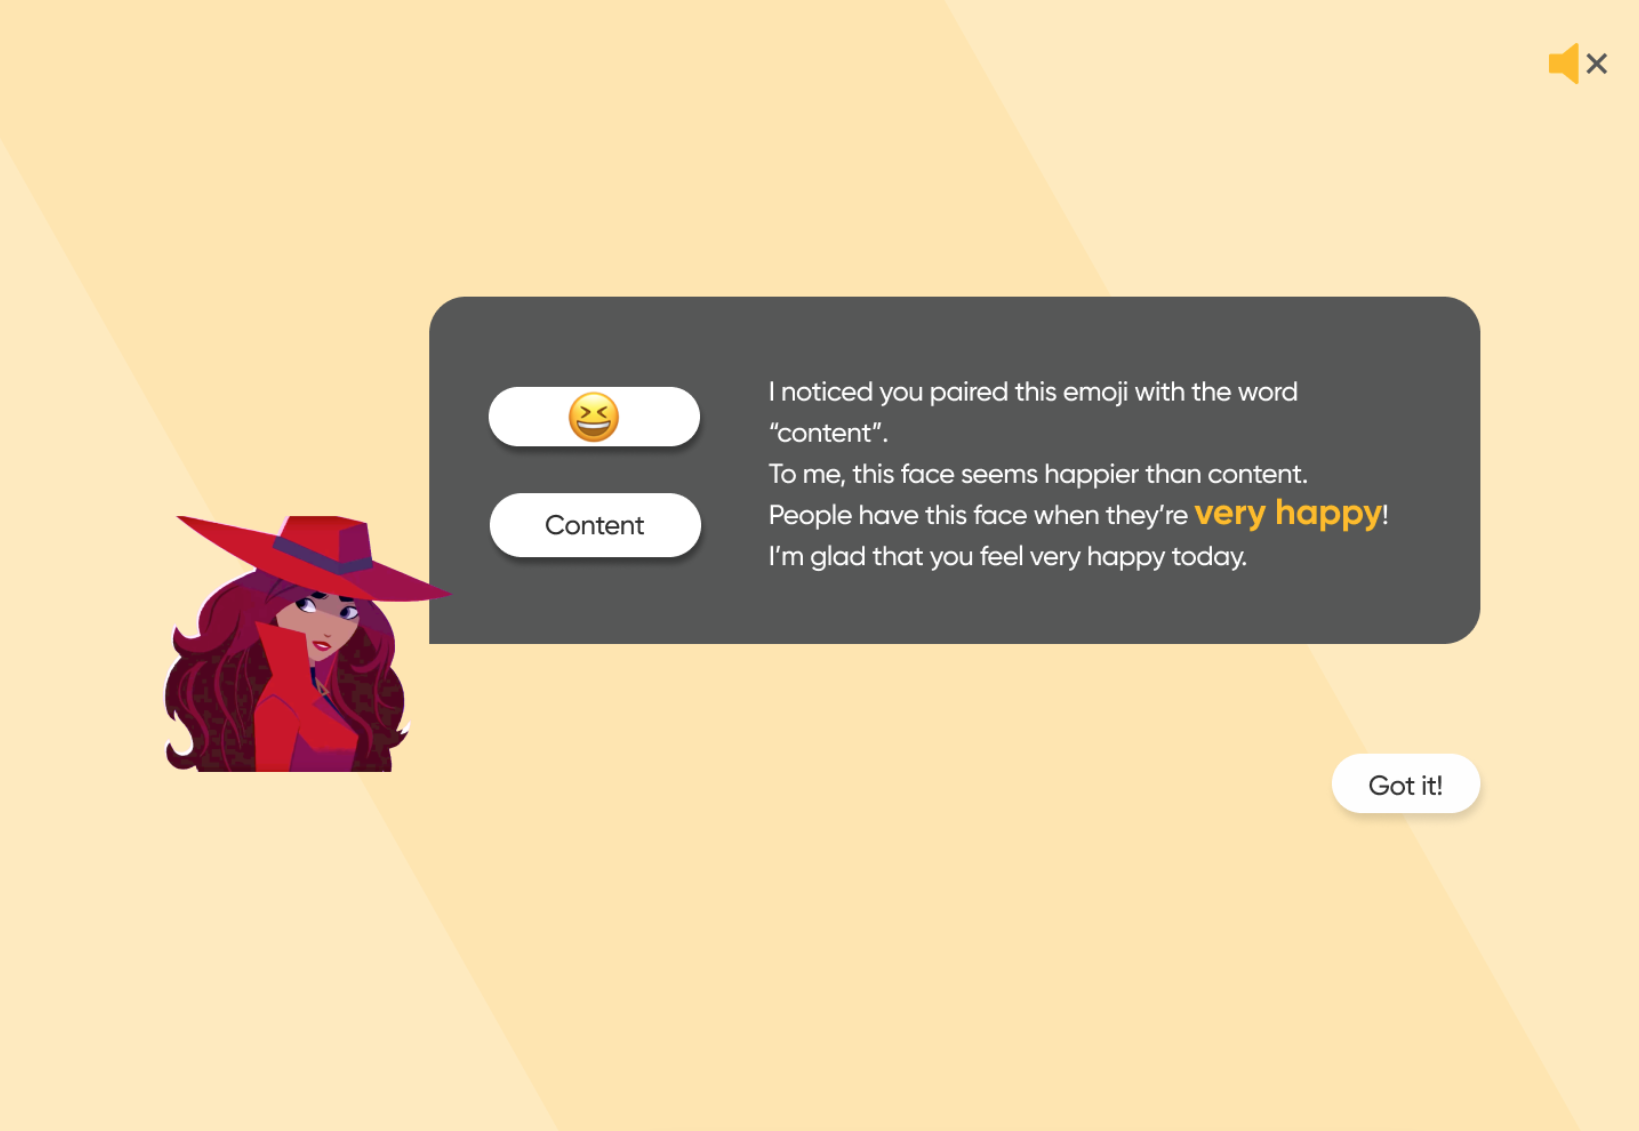 I noticed you paired this emoji with the word
“content”.
To me, this face seems happier than content.
People have this face when they’re very happy!
I’m glad that you feel very happy today.
Content
Got it!